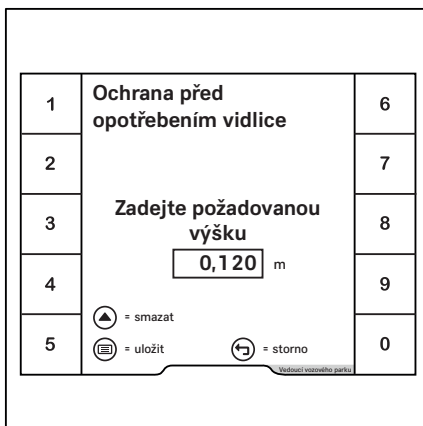 1
Ochrana před
opotřebením vidlice
6
2
7
3
Zadejte požadovanou
výšku
8
0,120 m
4
9
= smazat
5
= uložit
= storno
0
Vedoucí vozového parku